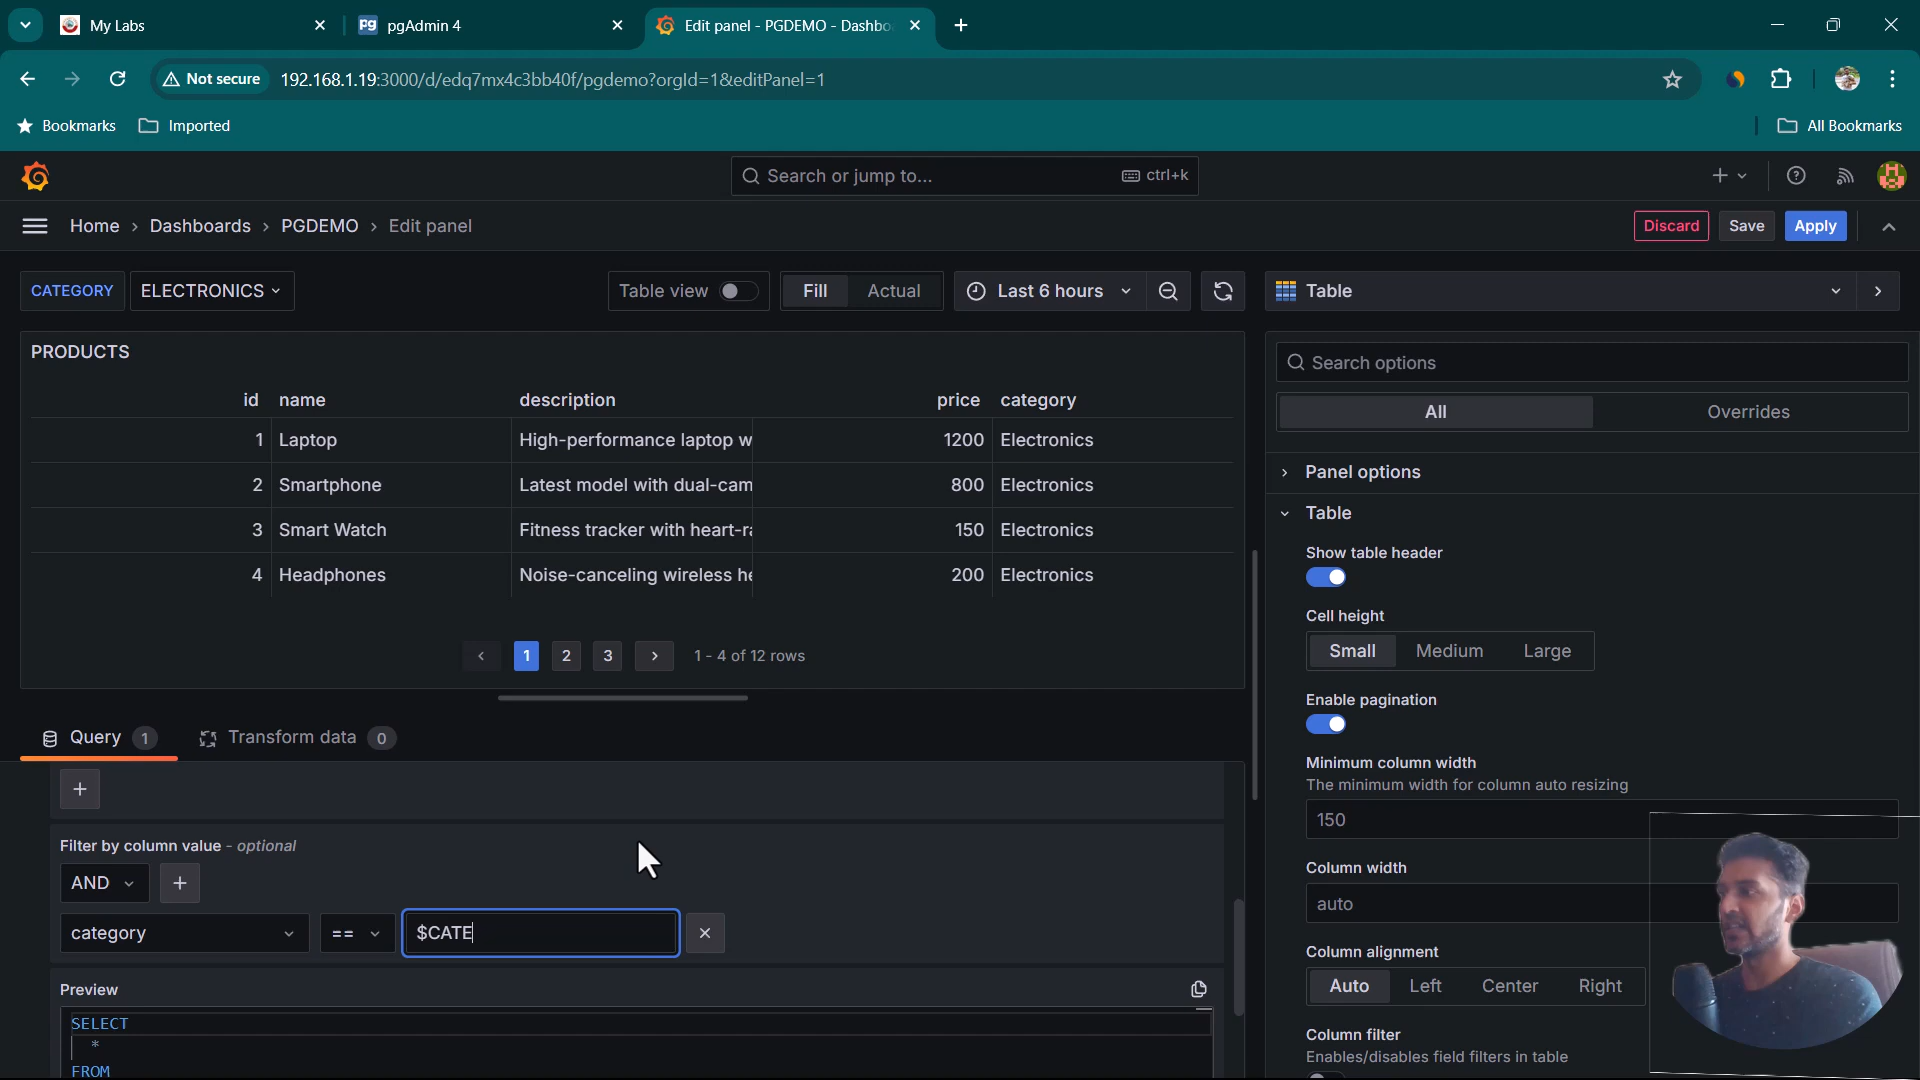 My Labs
pgAdmin 4
Edit panel - PGDEMO - Dashbo
Not secure
192.168.1.19:3000/d/edq7mx4c3bb40f/pgdemo?orgId=1&editPanel=1
Bookmarks
Imported
All Bookmarks
Search or jump to...
ctrl+k
Home › Dashboards › PGDEMO › Edit panel
Discard
Save
Apply
CATEGORY
ELECTRONICS
Table view
Fill
Actual
Last 6 hours
Table
PRODUCTS
id name description price category
1 Laptop High-performance laptop w 1200 Electronics
2 Smartphone Latest model with dual-cam 800 Electronics
3 Smart Watch Fitness tracker with heart-ra 150 Electronics
4 Headphones Noise-canceling wireless he 200 Electronics
‹ 1 2 3 › 1 - 4 of 12 rows
Query 1
Transform data 0
+
Filter by column value - optional
AND
+
category
==
$CATE
Preview
SELECT
*
FROM
Search options
All
Overrides
Panel options
Table
Show table header
Cell height
Small
Medium
Large
Enable pagination
Minimum column width
The minimum width for column auto resizing
150
Column width
auto
Column alignment
Auto
Left
Center
Right
Column filter
Enables/disables field filters in table